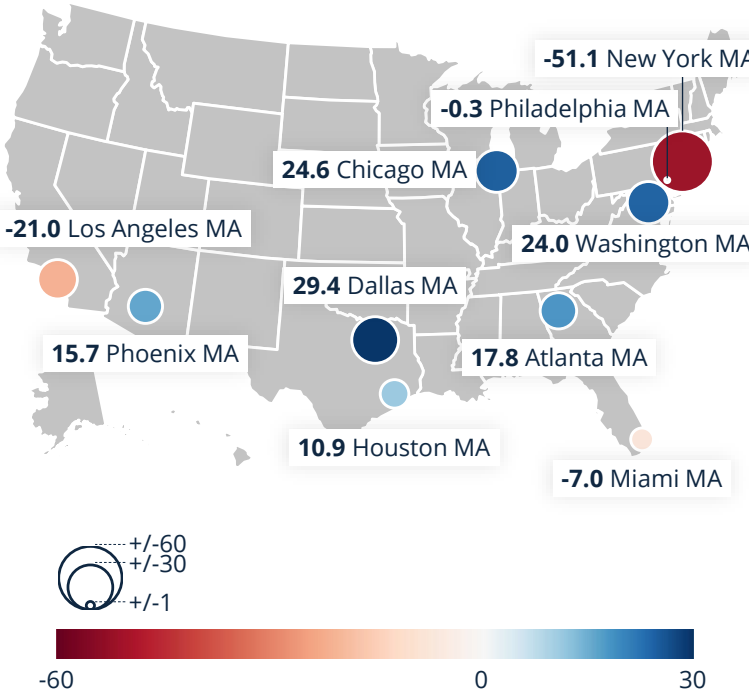 -51.1 New York MA
-0.3 Philadelphia MA
24.6 Chicago MA
-21.0 Los Angeles MA
24.0 Washington MA
29.4 Dallas MA
15.7 Phoenix MA
17.8 Atlanta MA
10.9 Houston MA
-7.0 Miami MA
+/-60
+/-30
+/-1
-60 0 30